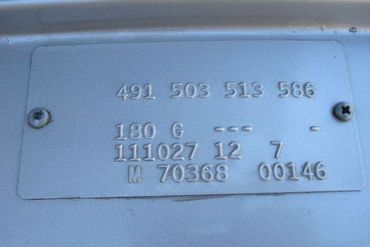 491 503 513 586
180 G --- -
111027 12 7
M 70368 00146